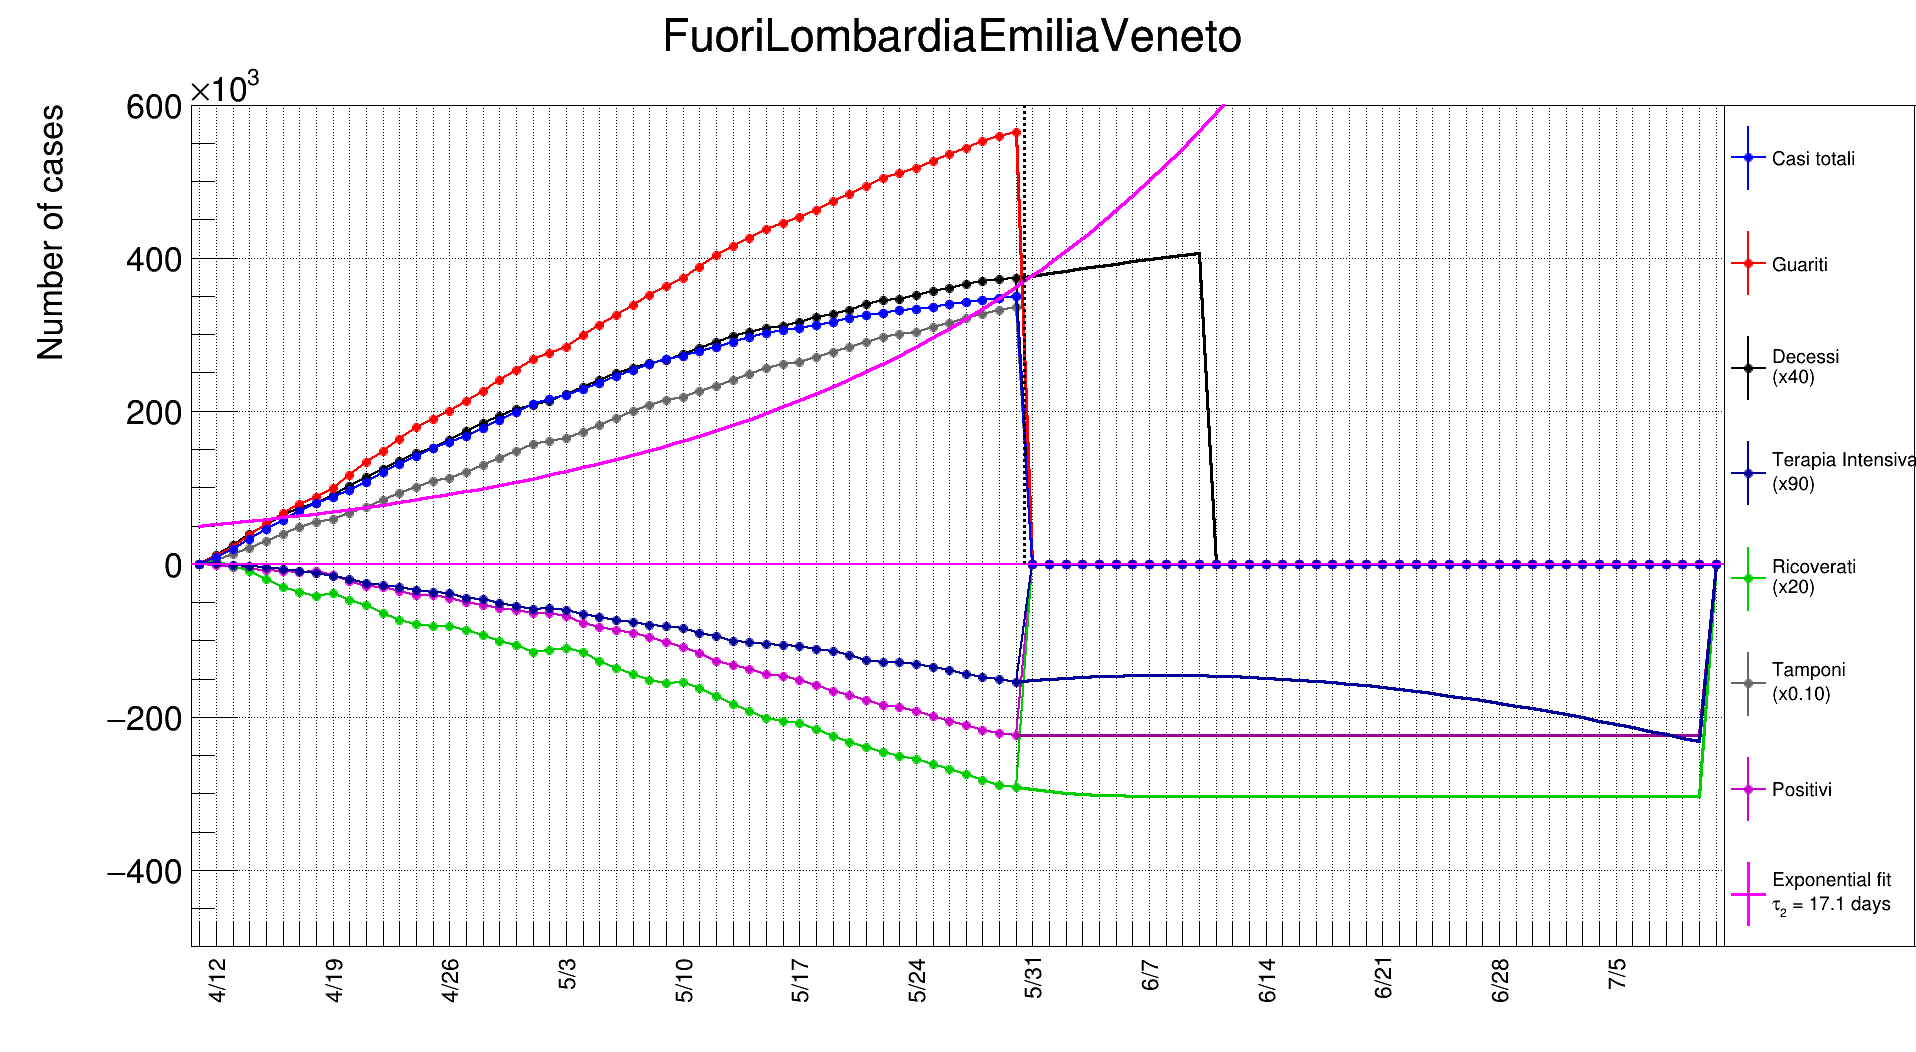 FuoriLombardiaEmiliaVeneto
×10³
Number of cases
600
400
200
0
−200
−400
4/12
4/19
4/26
5/3
5/10
5/17
5/24
5/31
6/7
6/14
6/21
6/28
7/5
Casi totali
Guariti
Decessi
(x40)
Terapia Intensiva
(x90)
Ricoverati
(x20)
Tamponi
(x0.10)
Positivi
Exponential fit
τ₂ = 17.1 days